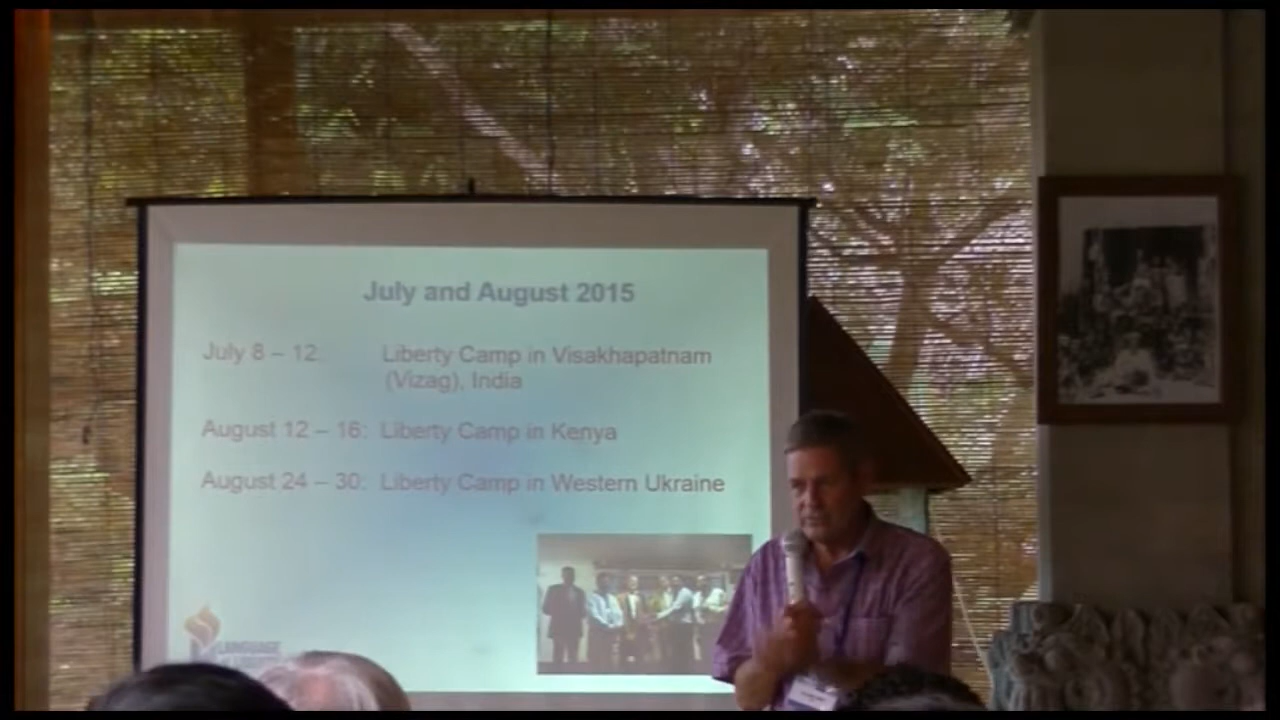 July and August 2015
July 8 – 12: Liberty Camp in Visakhapatnam
(Vizag), India
August 12 – 16: Liberty Camp in Kenya
August 24 – 30: Liberty Camp in Western Ukraine
LANGUAGE